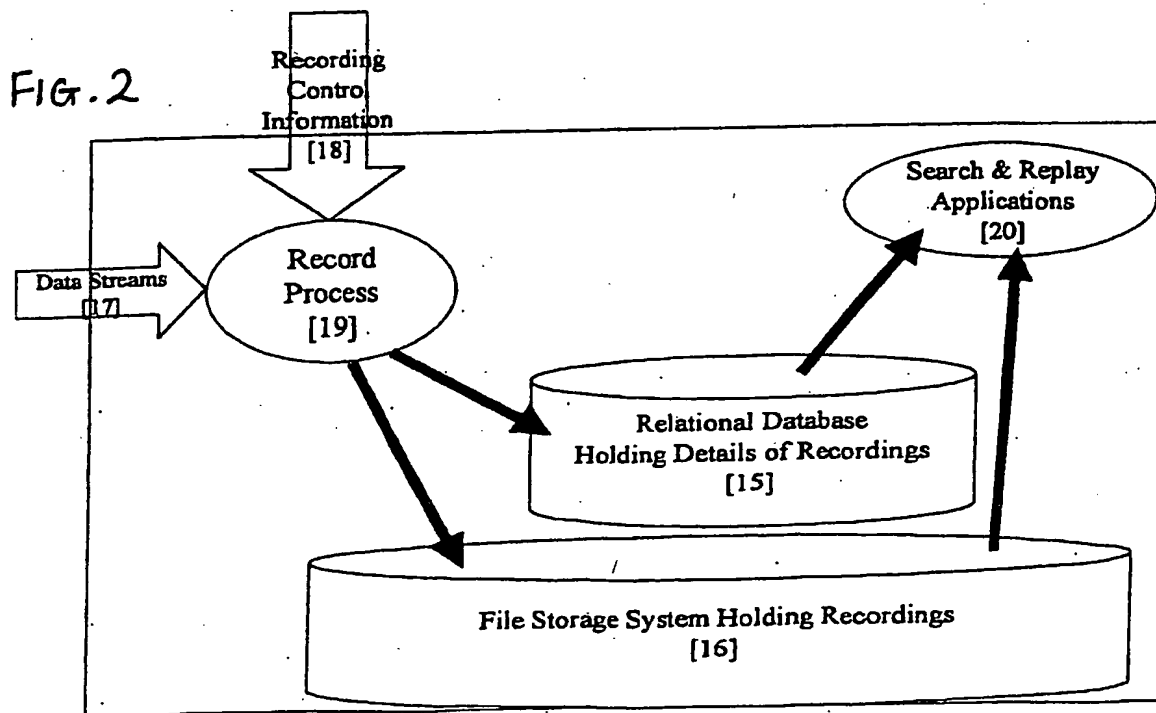 FIG. 2
Recording
Control
Information
[18]
Search & Replay
Applications
[20]
Data Streams
[17]
Record
Process
[19]
Relational Database
Holding Details of Recordings
[15]
File Storage System Holding Recordings
[16]